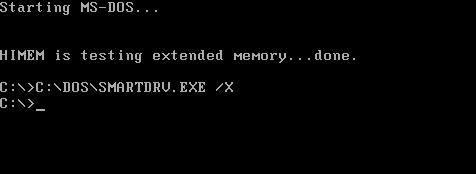 Starting MS-DOS...
HIMEM is testing extended memory...done.
C:\>C:\DOS\SMARTDRV.EXE /X
C:\>_